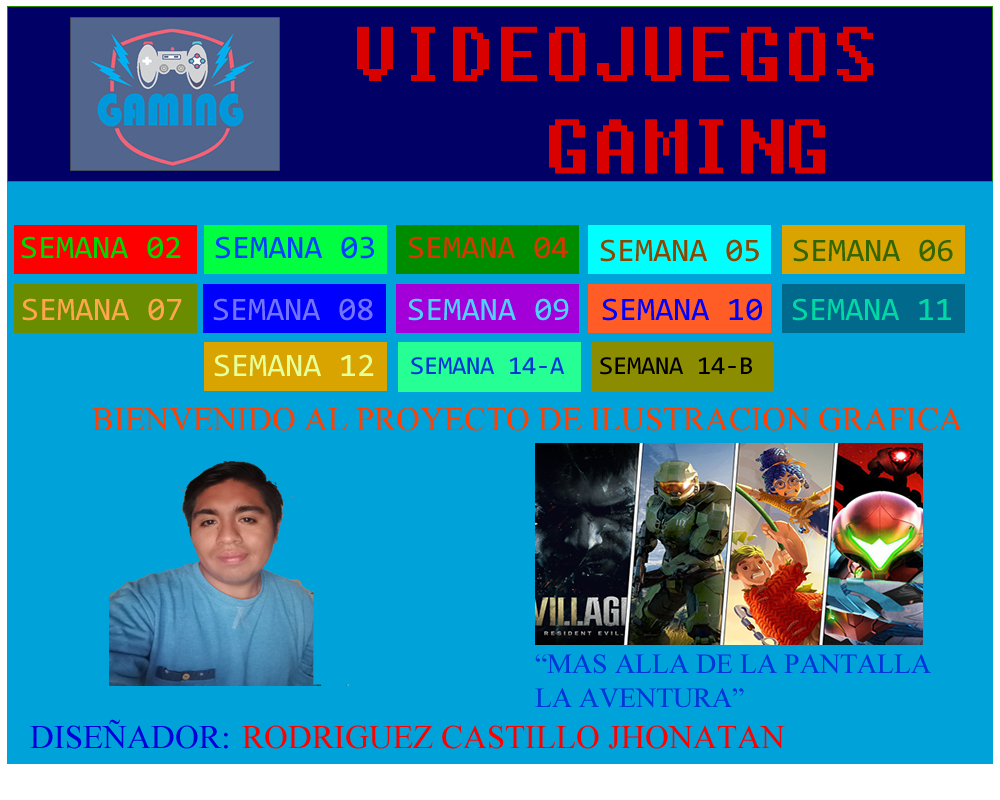 GAMING
VIDEOJUEGOS
GAMING
SEMANA 02 SEMANA 03 SEMANA 04 SEMANA 05 SEMANA 06
SEMANA 07 SEMANA 08 SEMANA 09 SEMANA 10 SEMANA 11
SEMANA 12 SEMANA 14-A SEMANA 14-B
BIENVENIDO AL PROYECTO DE ILUSTRACION GRAFICA
VILLAGE
RESIDENT EVIL.
“MAS ALLA DE LA PANTALLA
LA AVENTURA”
DISEÑADOR: RODRIGUEZ CASTILLO JHONATAN